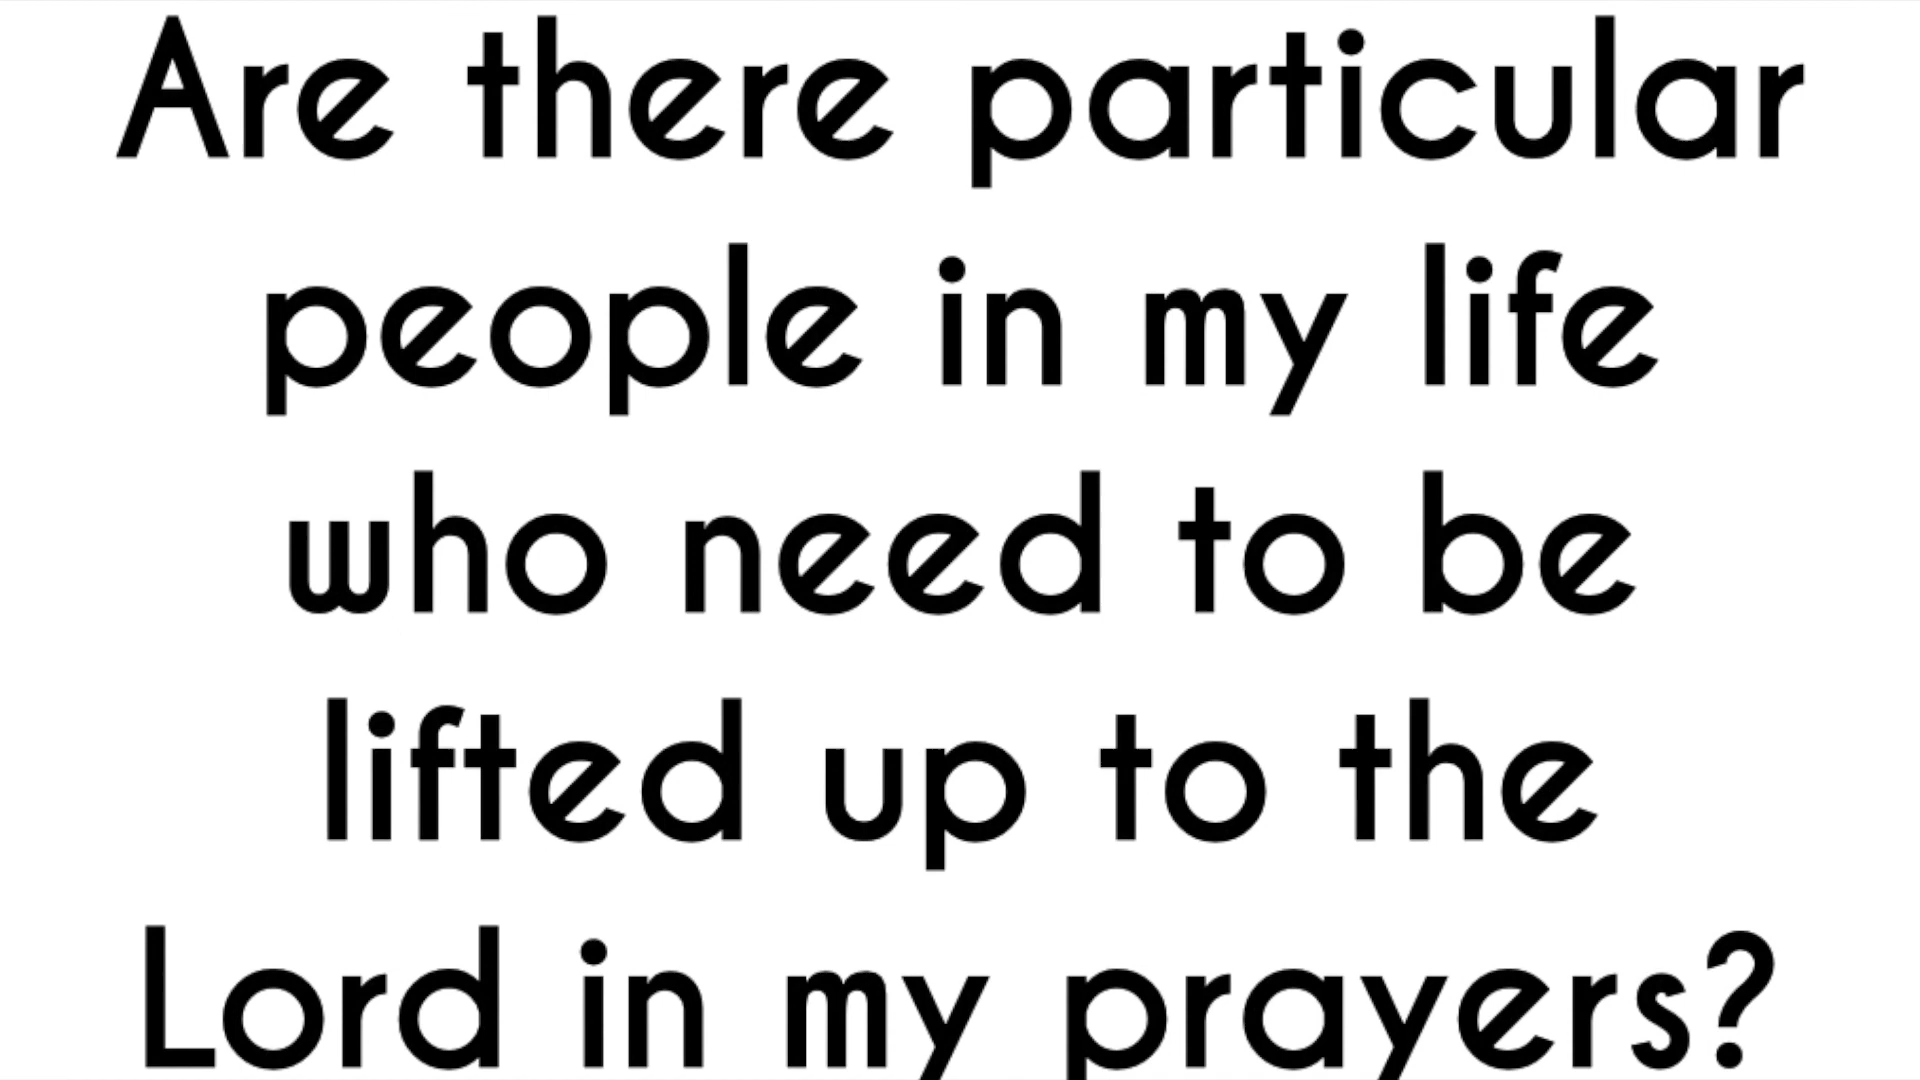 Are there particular
people in my life
who need to be
lifted up to the
Lord in my prayers?